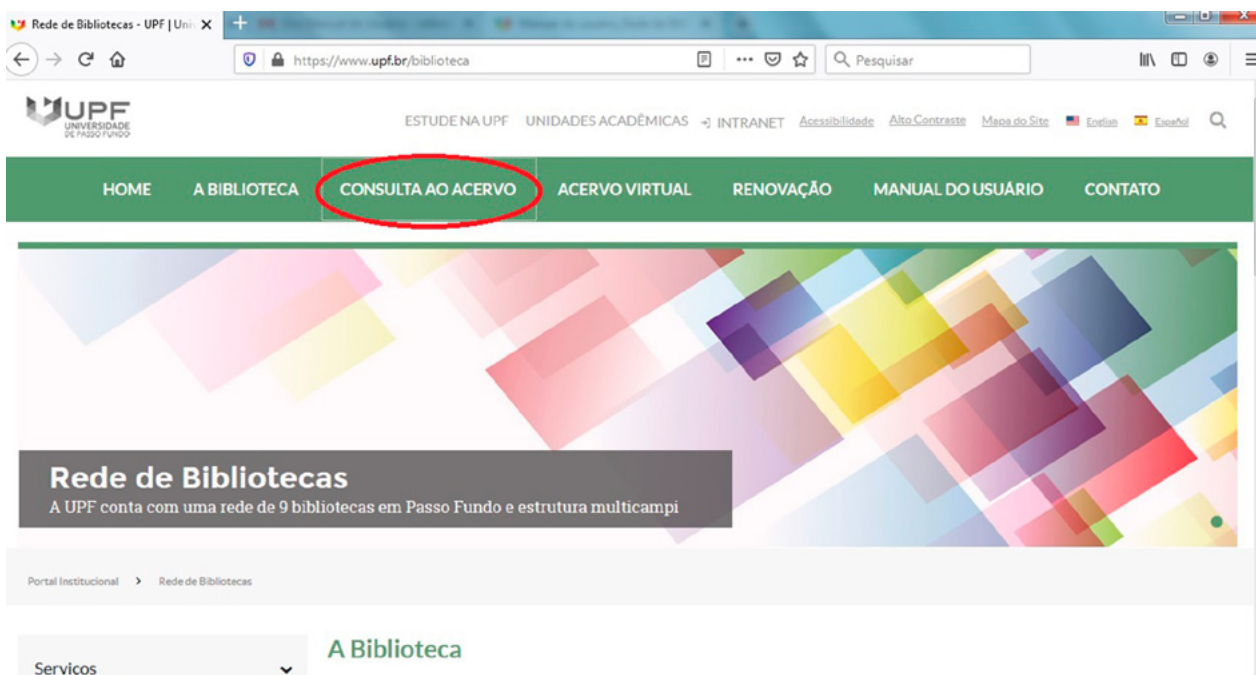 Rede de Bibliotecas - UPF | Univ
https://www.upf.br/biblioteca
Pesquisar
UPF
UNIVERSIDADE
DE PASSO FUNDO
ESTUDE NA UPF UNIDADES ACADÊMICAS INTRANET Acessibilidade Alto Contraste Mapa do Site English Español
HOME A BIBLIOTECA CONSULTA AO ACERVO ACERVO VIRTUAL RENOVAÇÃO MANUAL DO USUÁRIO CONTATO
Rede de Bibliotecas
A UPF conta com uma rede de 9 bibliotecas em Passo Fundo e estrutura multicampi
Portal Institucional > Rede de Bibliotecas
A Biblioteca
Serviços